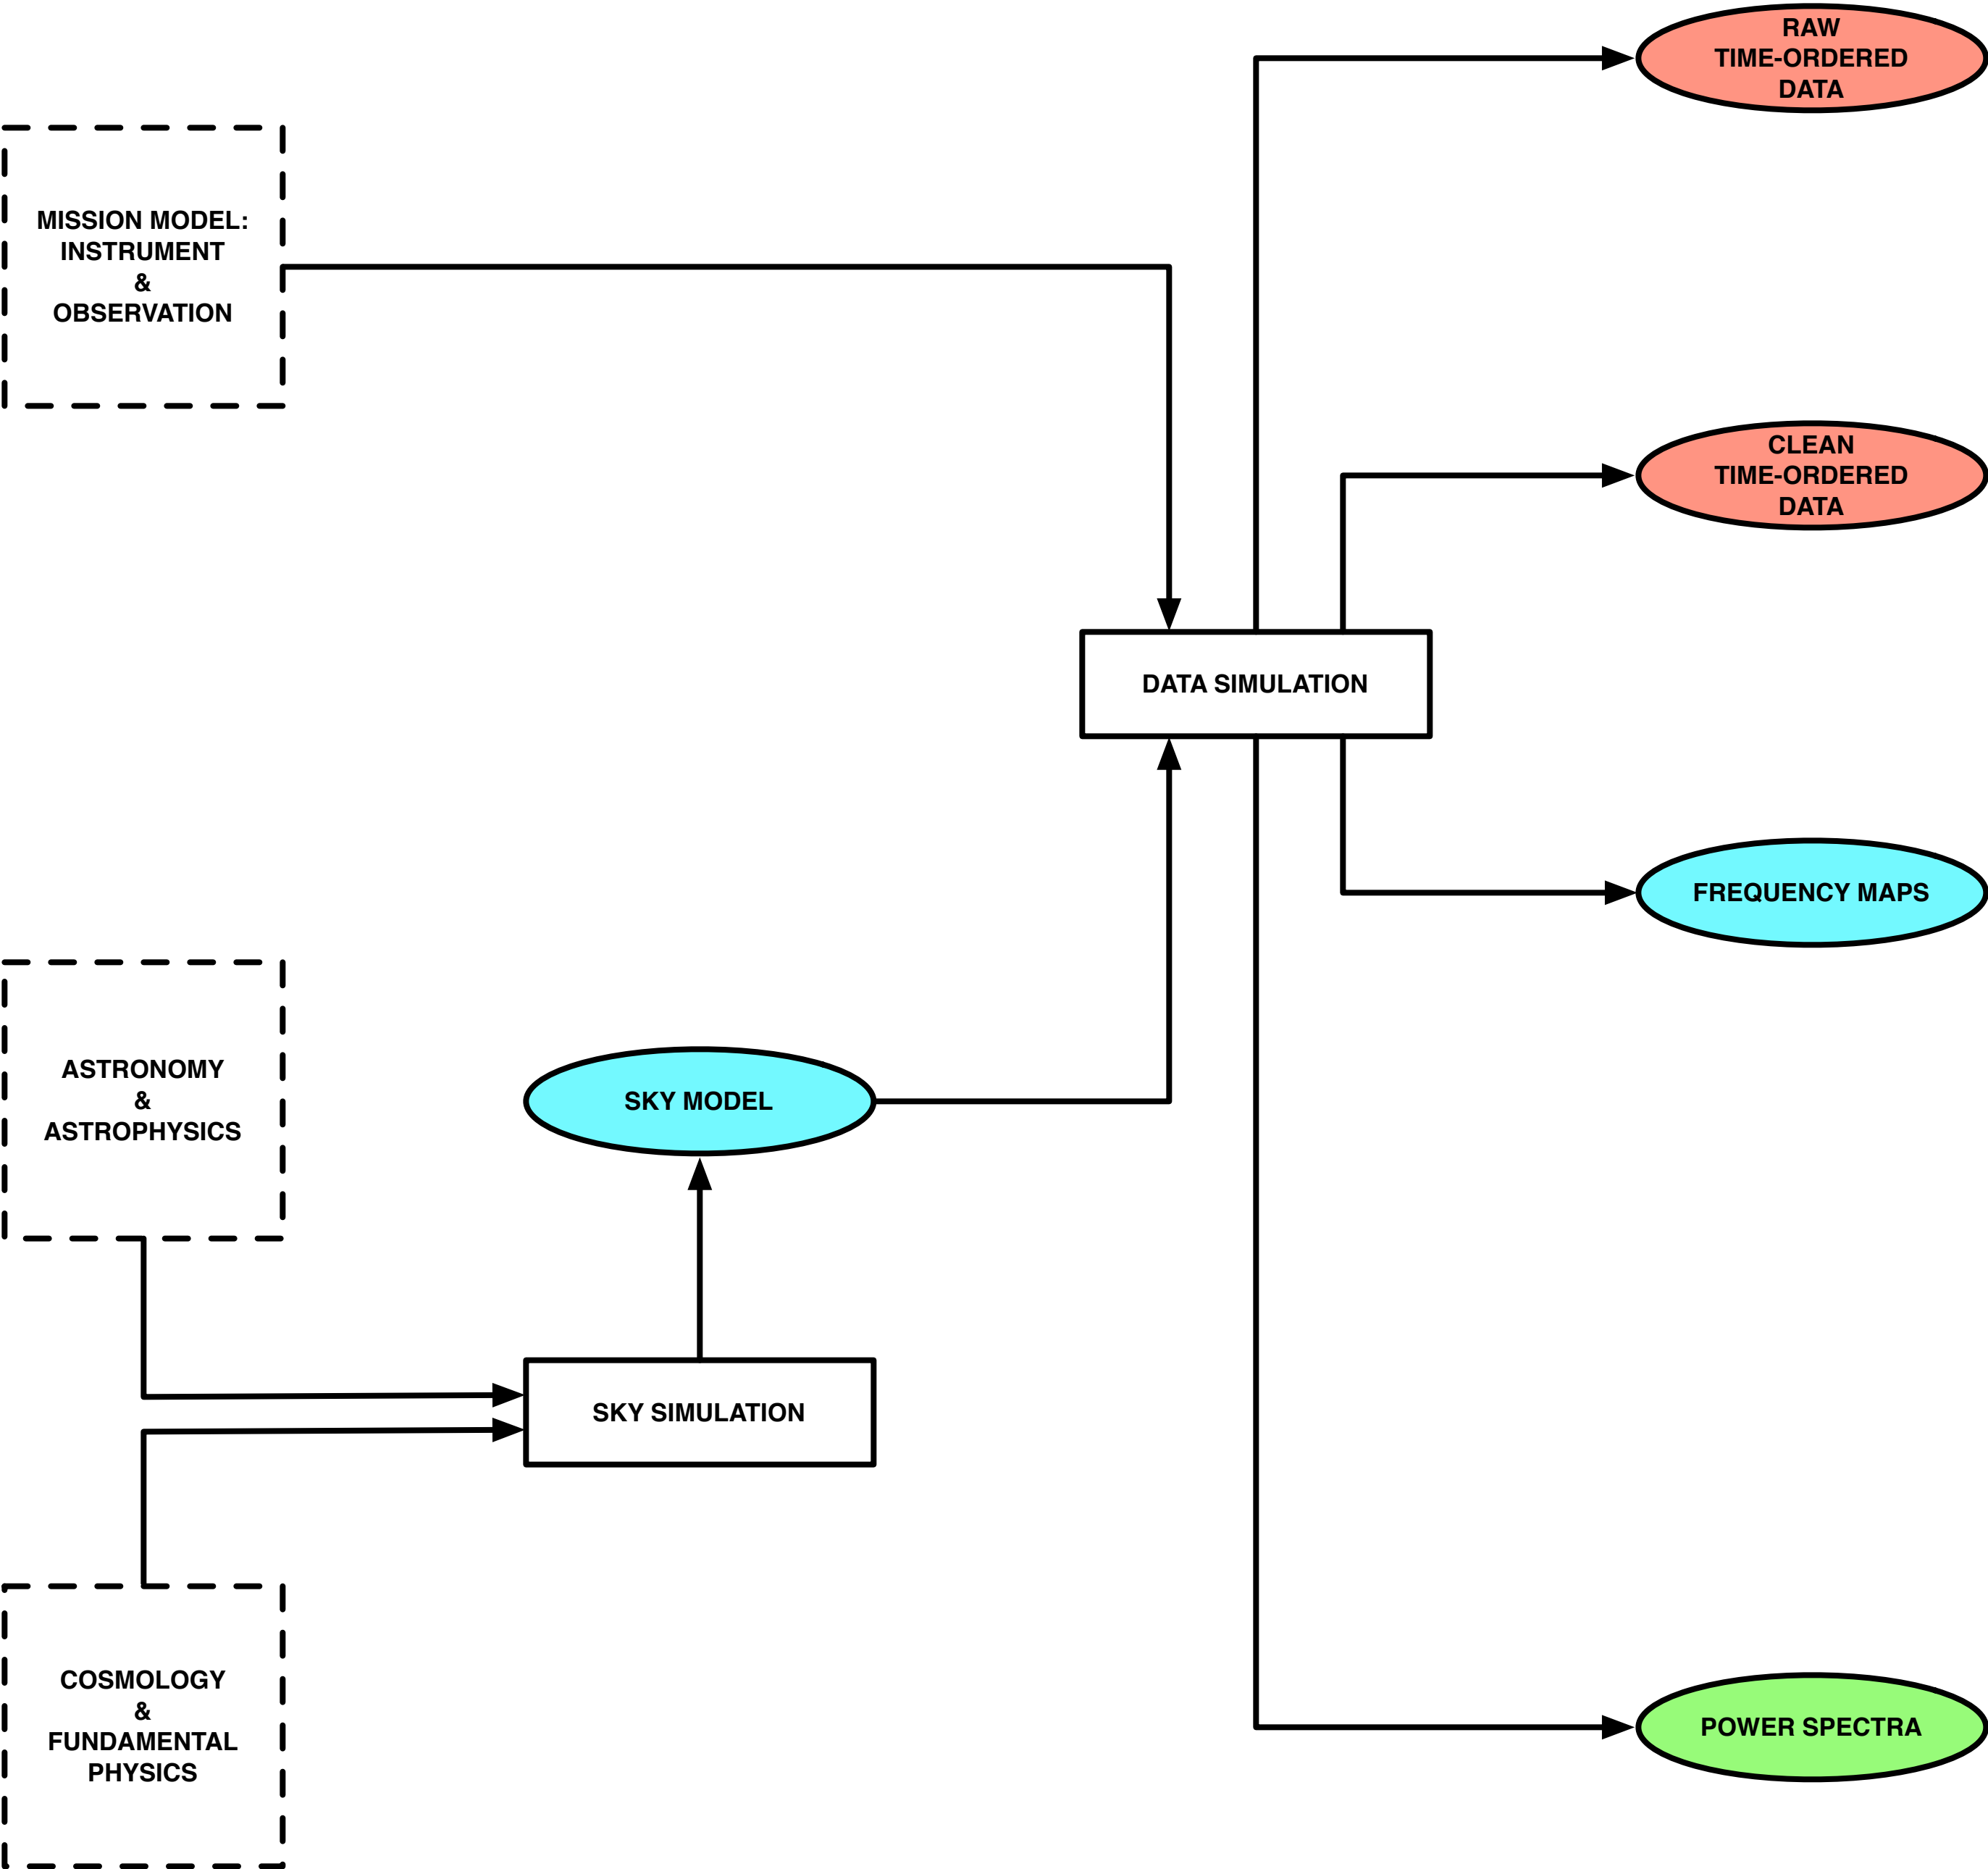 RAW
TIME-ORDERED
DATA
MISSION MODEL:
INSTRUMENT
&
OBSERVATION
CLEAN
TIME-ORDERED
DATA
DATA SIMULATION
FREQUENCY MAPS
ASTRONOMY
&
ASTROPHYSICS
SKY MODEL
SKY SIMULATION
COSMOLOGY
&
FUNDAMENTAL
PHYSICS
POWER SPECTRA